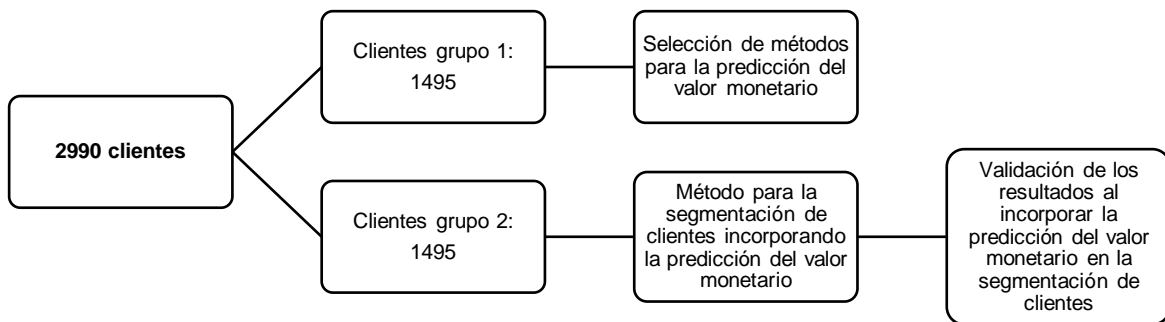 2990 clientes
Clientes grupo 1:
1495
Selección de métodos
para la predicción del
valor monetario
Clientes grupo 2:
1495
Método para la
segmentación de
clientes incorporando
la predicción del valor
monetario
Validación de los
resultados al
incorporar la
predicción del valor
monetario en la
segmentación de
clientes